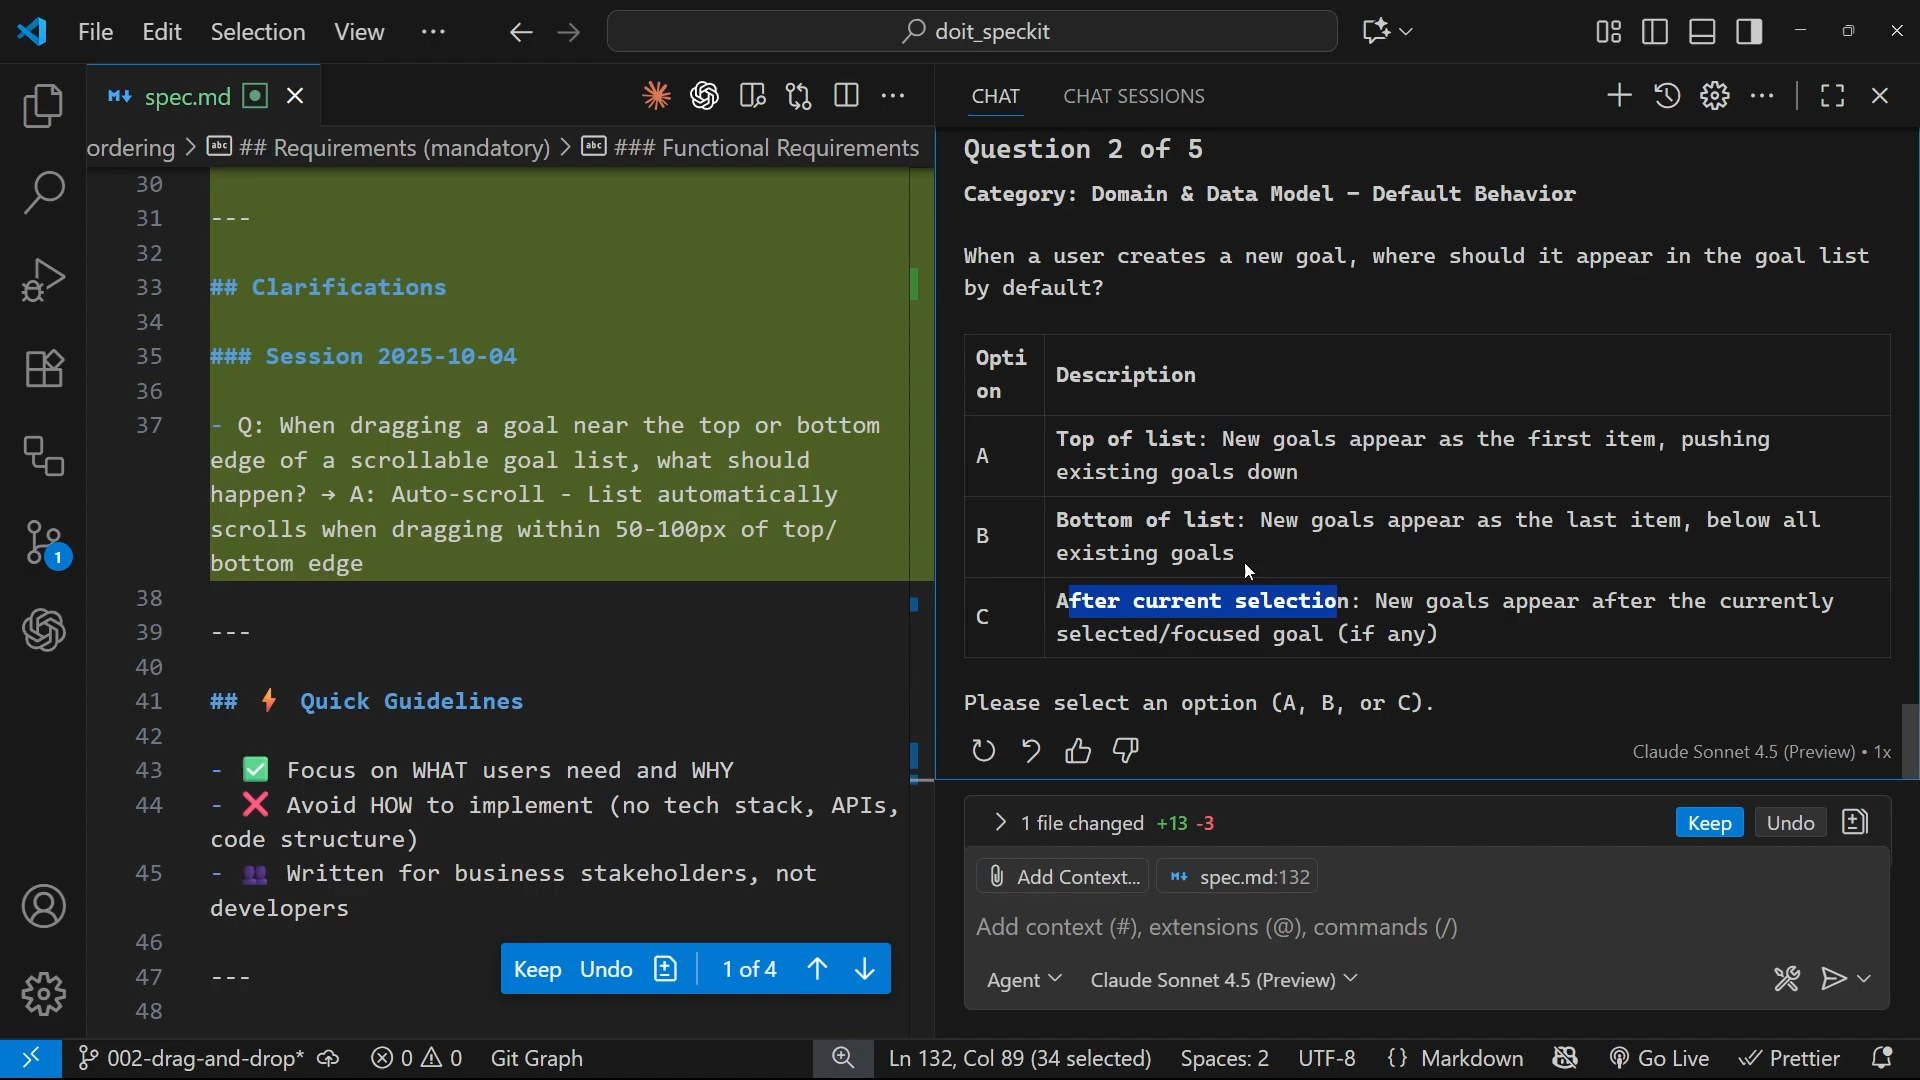 File Edit Selection View ···
doit_speckit
spec.md
ordering > ## Requirements (mandatory) > ### Functional Requirements
30
31 ---
32
33 ## Clarifications
34
35 ### Session 2025-10-04
36
37 - Q: When dragging a goal near the top or bottom
edge of a scrollable goal list, what should
happen? → A: Auto-scroll - List automatically
scrolls when dragging within 50-100px of top/
bottom edge
38
39 ---
40
41 ## ⚡ Quick Guidelines
42
43 - ✅ Focus on WHAT users need and WHY
44 - ❌ Avoid HOW to implement (no tech stack, APIs,
code structure)
45 - 👥 Written for business stakeholders, not
developers
46
47 ---
48
Keep Undo 1 of 4
CHAT CHAT SESSIONS
Question 2 of 5
Category: Domain & Data Model – Default Behavior
When a user creates a new goal, where should it appear in the goal list
by default?
Opti
on
Description
A
Top of list: New goals appear as the first item, pushing
existing goals down
B
Bottom of list: New goals appear as the last item, below all
existing goals
C
After current selection: New goals appear after the currently
selected/focused goal (if any)
Please select an option (A, B, or C).
Claude Sonnet 4.5 (Preview) • 1x
1 file changed +13 -3 Keep Undo
Add Context... spec.md:132
Add context (#), extensions (@), commands (/)
Agent Claude Sonnet 4.5 (Preview)
1
002-drag-and-drop* 0 0 Git Graph Ln 132, Col 89 (34 selected) Spaces: 2 UTF-8 {} Markdown Go Live Prettier